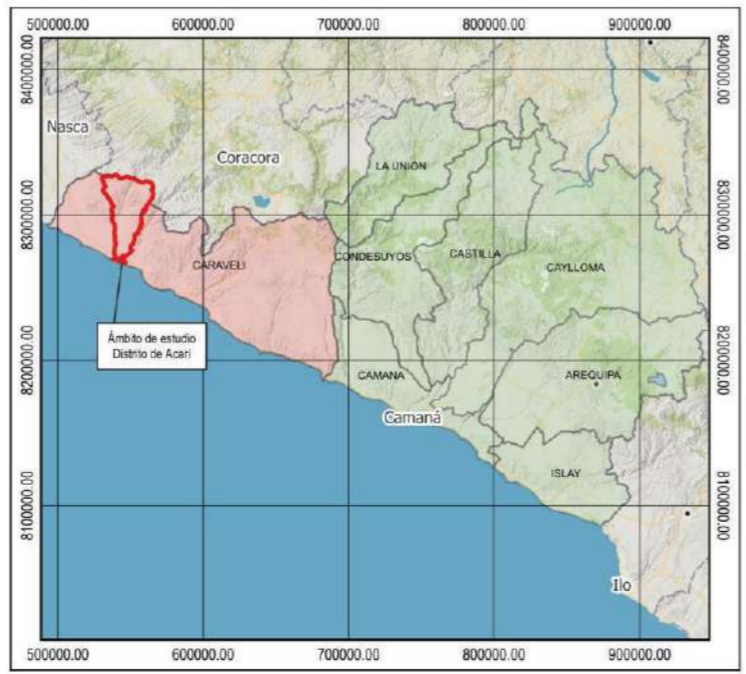 500000.00 600000.00 700000.00 800000.00 900000.00
8400000.00
8400000.00
Nasca
Coracora
LA UNION
8300000.00
8300000.00
CARAVELI
CONDESUYOS
CASTILLA
CAYLLOMA
Ámbito de estudio
Distrito de Acari
8200000.00
8200000.00
CAMANA
AREQUIPA
Camaná
ISLAY
8100000.00
8100000.00
Ilo
500000.00 600000.00 700000.00 800000.00 900000.00